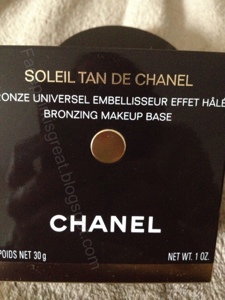 SOLEIL TAN DE CHANEL
BRONZE UNIVERSEL EMBELLISSEUR EFFET HÂLÉ
BRONZING MAKEUP BASE
CHANEL
POIDS NET 30g NET WT. 1 OZ.